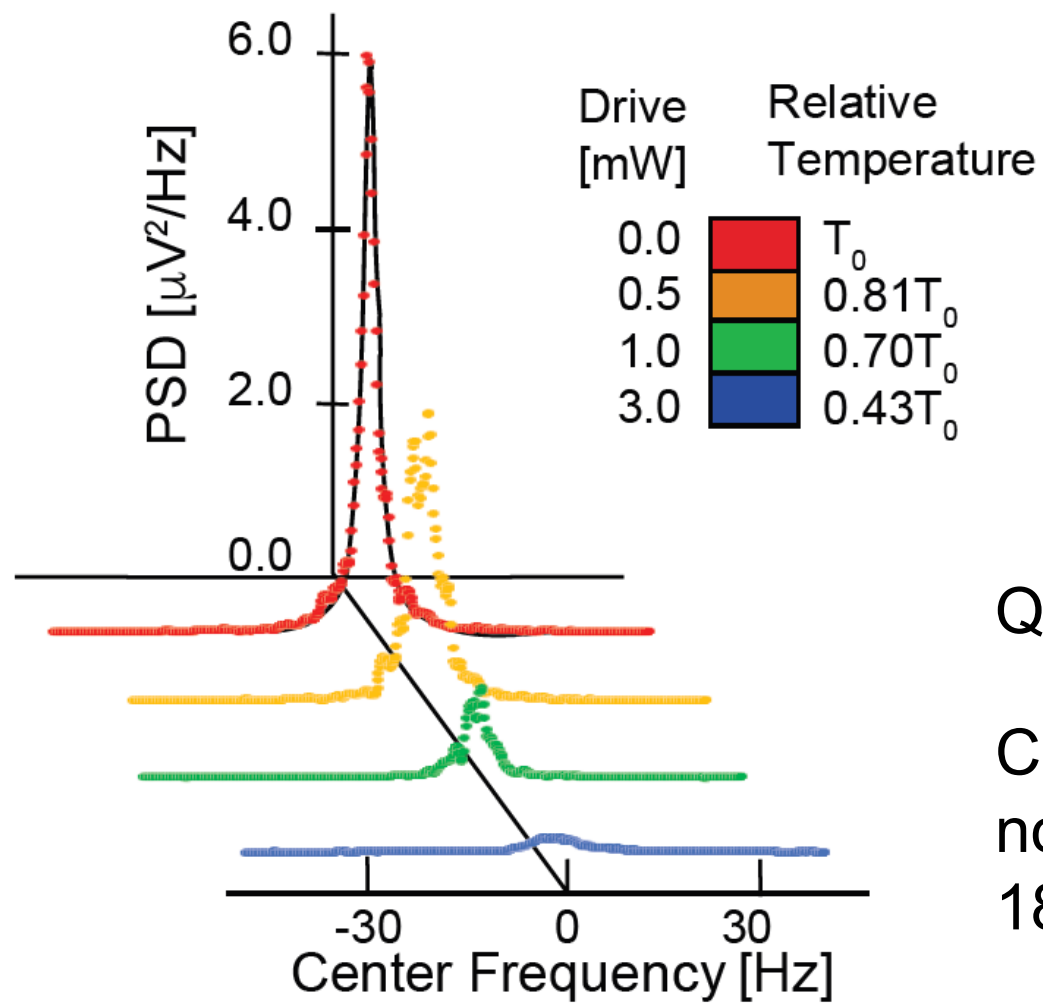 6.0
4.0
2.0
0.0
PSD [μV²/Hz]
Drive [mW]
Relative Temperature
0.0 T₀
0.5 0.81T₀
1.0 0.70T₀
3.0 0.43T₀
-30 0 30
Center Frequency [Hz]
Q
C
18